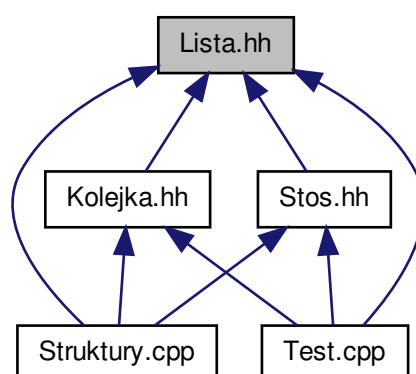 Lista.hh
Kolejka.hh
Stos.hh
Struktury.cpp
Test.cpp